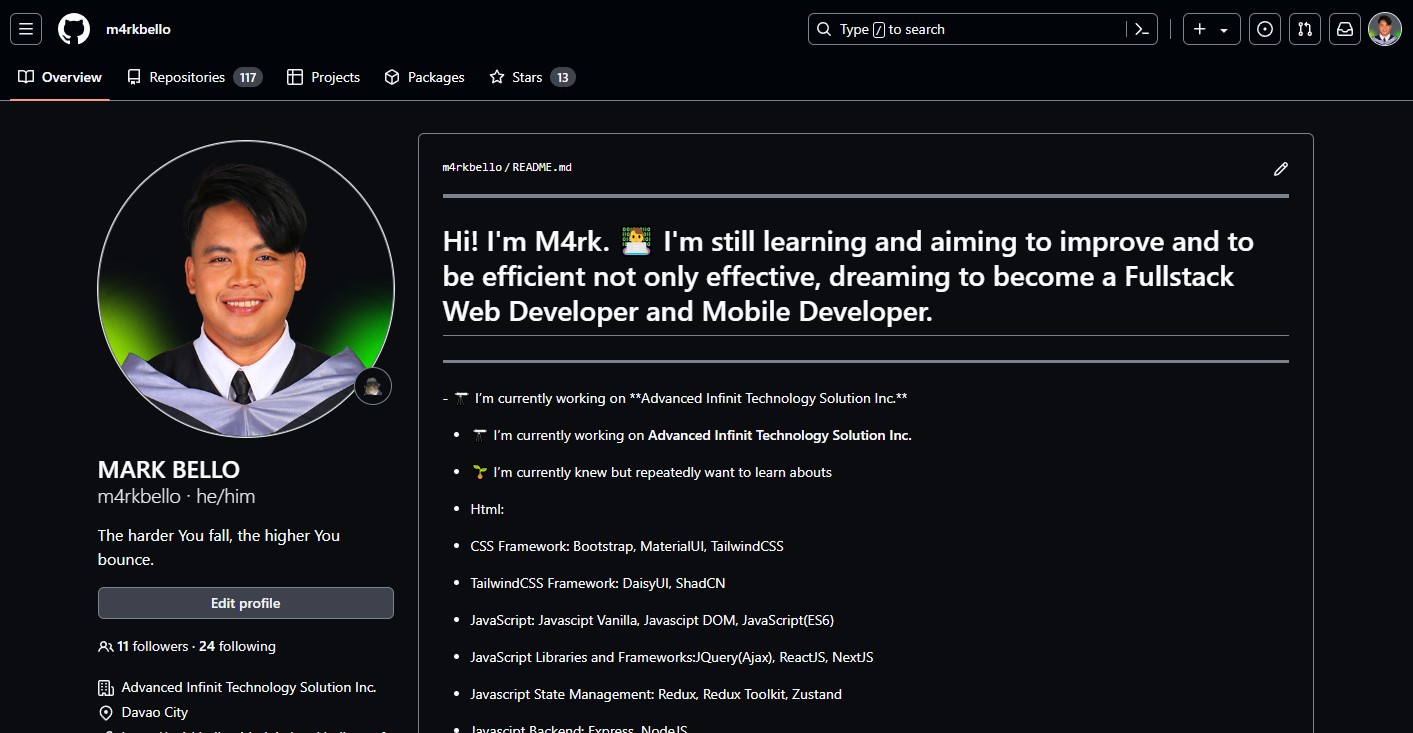 m4rkbello
Type / to search
Overview
Repositories 117
Projects
Packages
Stars 13
MARK BELLO
m4rkbello · he/him
The harder You fall, the higher You
bounce.
Edit profile
11 followers · 24 following
Advanced Infinit Technology Solution Inc.
Davao City
m4rkbello/README.md
Hi! I'm M4rk. 👨‍💻 I'm still learning and aiming to improve and to
be efficient not only effective, dreaming to become a Fullstack
Web Developer and Mobile Developer.
- 🔭 I'm currently working on **Advanced Infinit Technology Solution Inc.**
• 🔭 I'm currently working on Advanced Infinit Technology Solution Inc.
• 🌱 I'm currently knew but repeatedly want to learn abouts
• Html:
• CSS Framework: Bootstrap, MaterialUI, TailwindCSS
• TailwindCSS Framework: DaisyUI, ShadCN
• JavaScript: Javascipt Vanilla, Javascipt DOM, JavaScript(ES6)
• JavaScript Libraries and Frameworks:JQuery(Ajax), ReactJS, NextJS
• Javascript State Management: Redux, Redux Toolkit, Zustand
• Javascipt Backend: Express, NodeJS